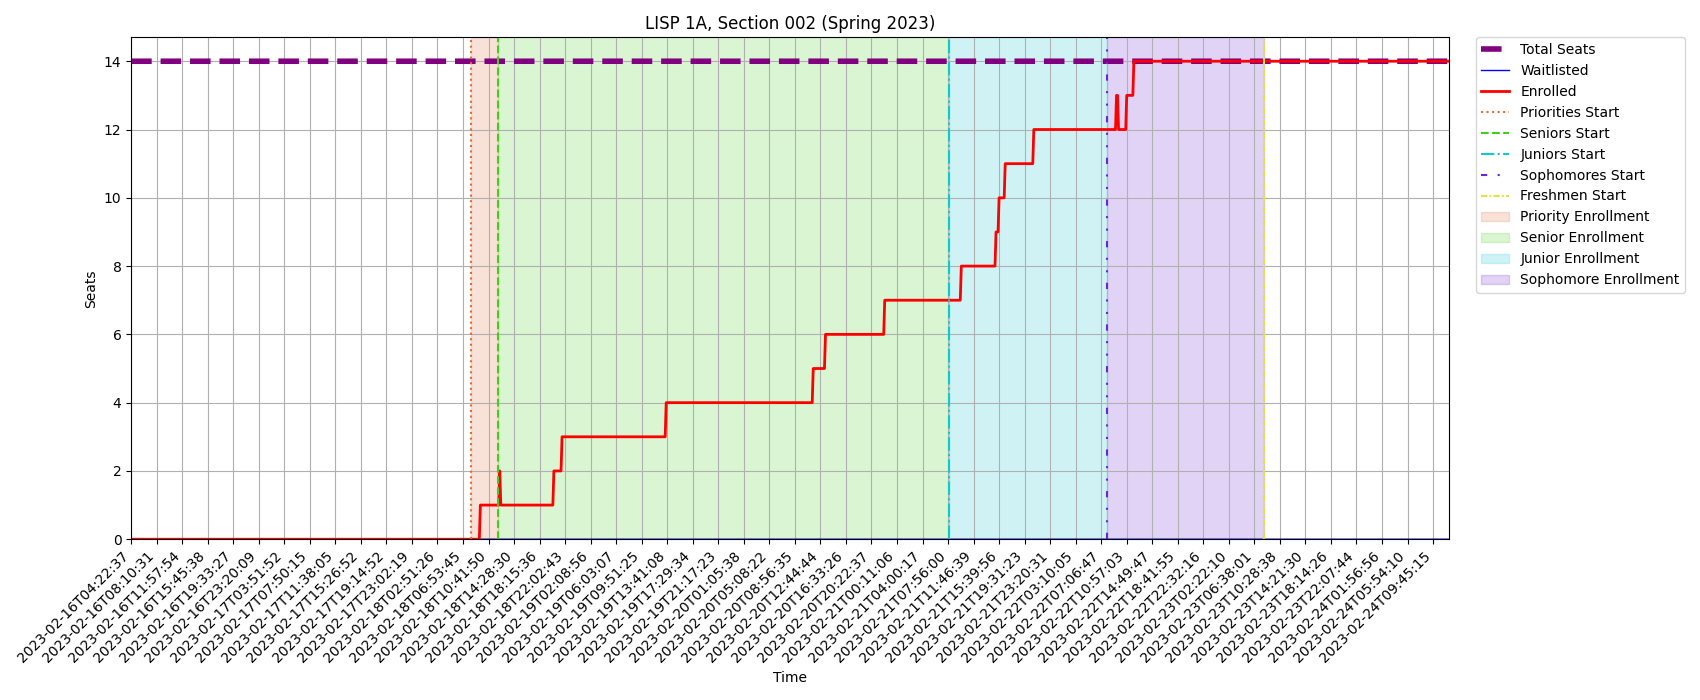 LISP 1A, Section 002 (Spring 2023)
14
12
10
8
6
4
2
0
Seats
2023-02-16T04:22:37
2023-02-16T08:10:31
2023-02-16T11:57:54
2023-02-16T15:45:38
2023-02-16T19:33:27
2023-02-16T23:20:09
2023-02-17T03:51:52
2023-02-17T07:50:15
2023-02-17T11:38:05
2023-02-17T15:26:52
2023-02-17T19:14:52
2023-02-17T23:02:19
2023-02-18T02:51:26
2023-02-18T06:53:45
2023-02-18T10:41:50
2023-02-18T14:28:30
2023-02-18T18:15:36
2023-02-18T22:02:43
2023-02-19T02:08:56
2023-02-19T06:03:07
2023-02-19T09:51:25
2023-02-19T13:41:08
2023-02-19T17:29:34
2023-02-19T21:17:23
2023-02-20T01:05:38
2023-02-20T05:08:22
2023-02-20T08:56:35
2023-02-20T12:44:44
2023-02-20T16:33:26
2023-02-20T20:22:37
2023-02-21T00:11:06
2023-02-21T04:00:17
2023-02-21T07:56:00
2023-02-21T11:46:39
2023-02-21T15:39:56
2023-02-21T19:31:23
2023-02-21T23:20:31
2023-02-22T03:10:05
2023-02-22T07:06:47
2023-02-22T10:57:03
2023-02-22T14:49:47
2023-02-22T18:41:55
2023-02-22T22:32:16
2023-02-23T02:22:10
2023-02-23T06:38:01
2023-02-23T10:28:38
2023-02-23T14:21:30
2023-02-23T18:14:26
2023-02-23T22:07:44
2023-02-24T01:56:56
2023-02-24T05:54:10
2023-02-24T09:45:15
Time
Total Seats
Waitlisted
Enrolled
Priorities Start
Seniors Start
Juniors Start
Sophomores Start
Freshmen Start
Priority Enrollment
Senior Enrollment
Junior Enrollment
Sophomore Enrollment